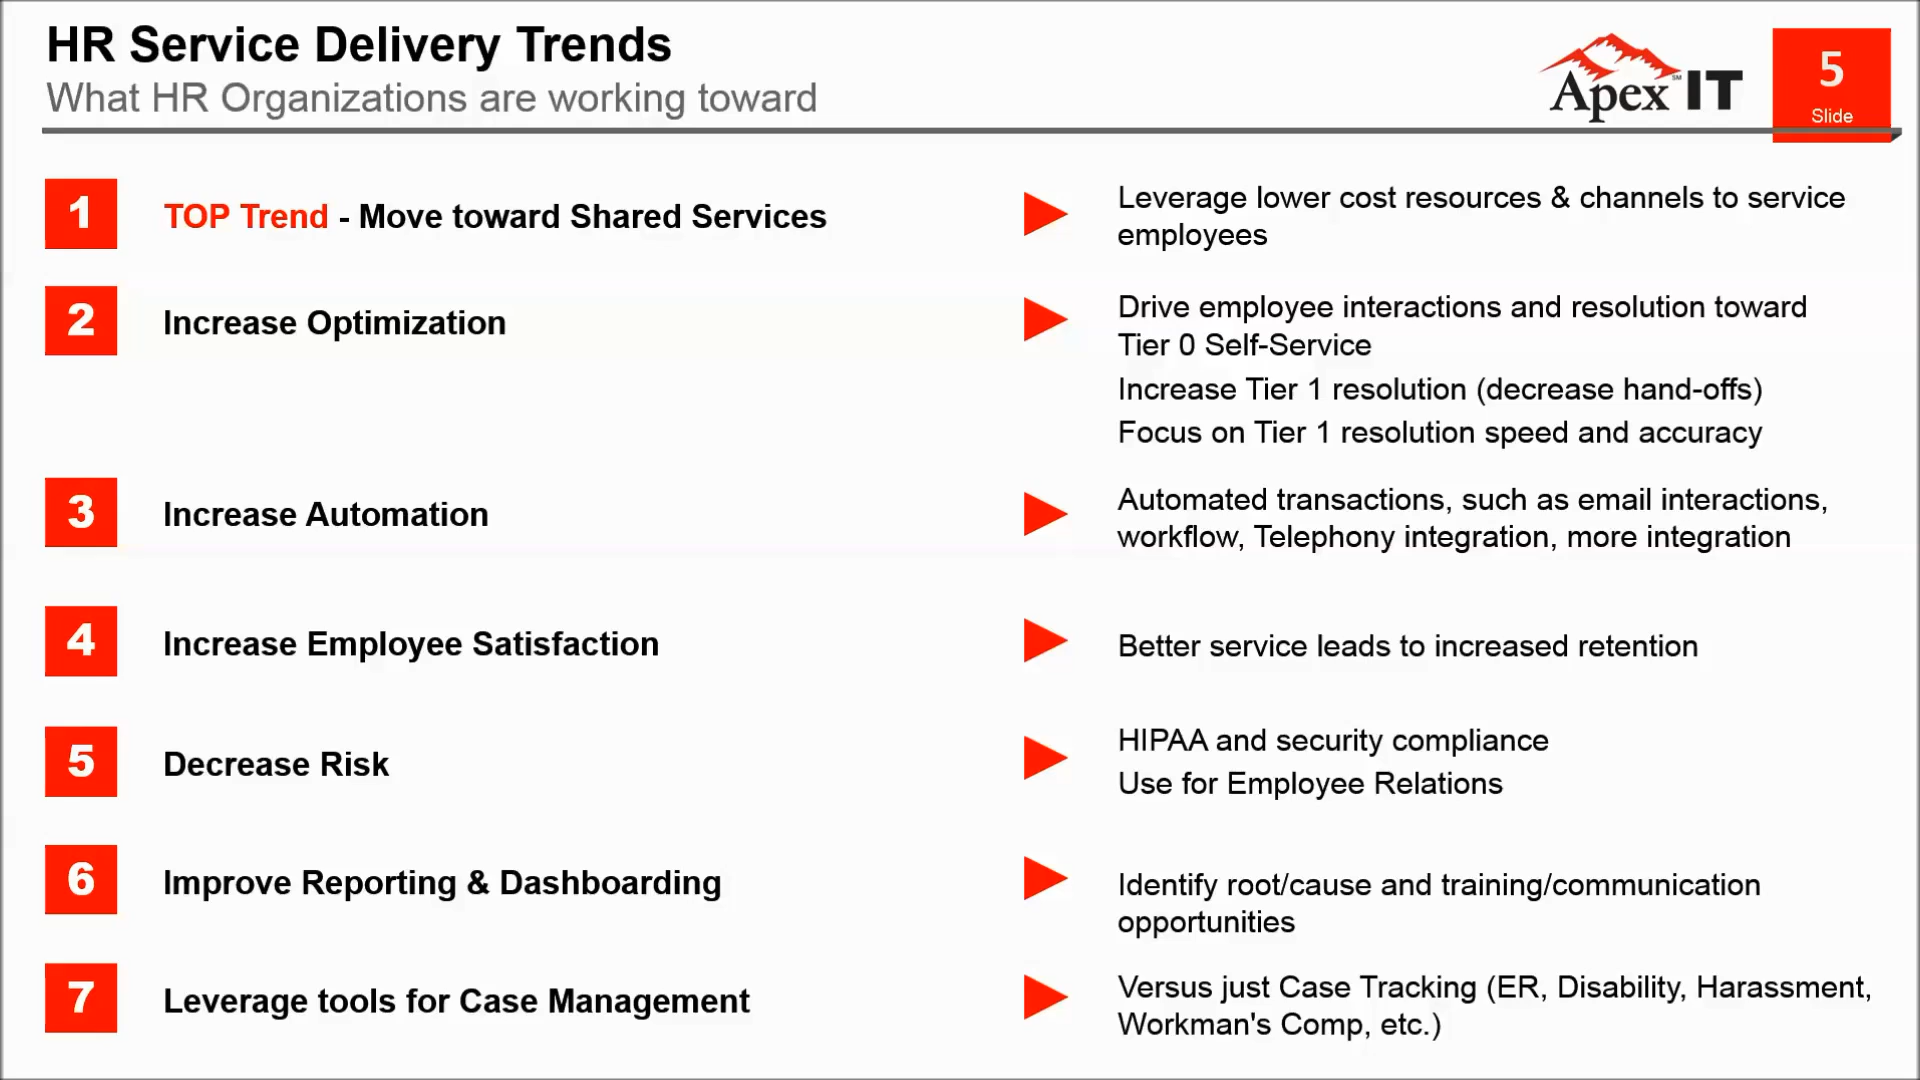 HR Service Delivery Trends
What HR Organizations are working toward
Apex IT
SM
5
Slide
1
TOP Trend - Move toward Shared Services
Leverage lower cost resources & channels to service
employees
2
Increase Optimization
Drive employee interactions and resolution toward
Tier 0 Self-Service
Increase Tier 1 resolution (decrease hand-offs)
Focus on Tier 1 resolution speed and accuracy
3
Increase Automation
Automated transactions, such as email interactions,
workflow, Telephony integration, more integration
4
Increase Employee Satisfaction
Better service leads to increased retention
5
Decrease Risk
HIPAA and security compliance
Use for Employee Relations
6
Improve Reporting & Dashboarding
Identify root/cause and training/communication
opportunities
7
Leverage tools for Case Management
Versus just Case Tracking (ER, Disability, Harassment,
Workman's Comp, etc.)